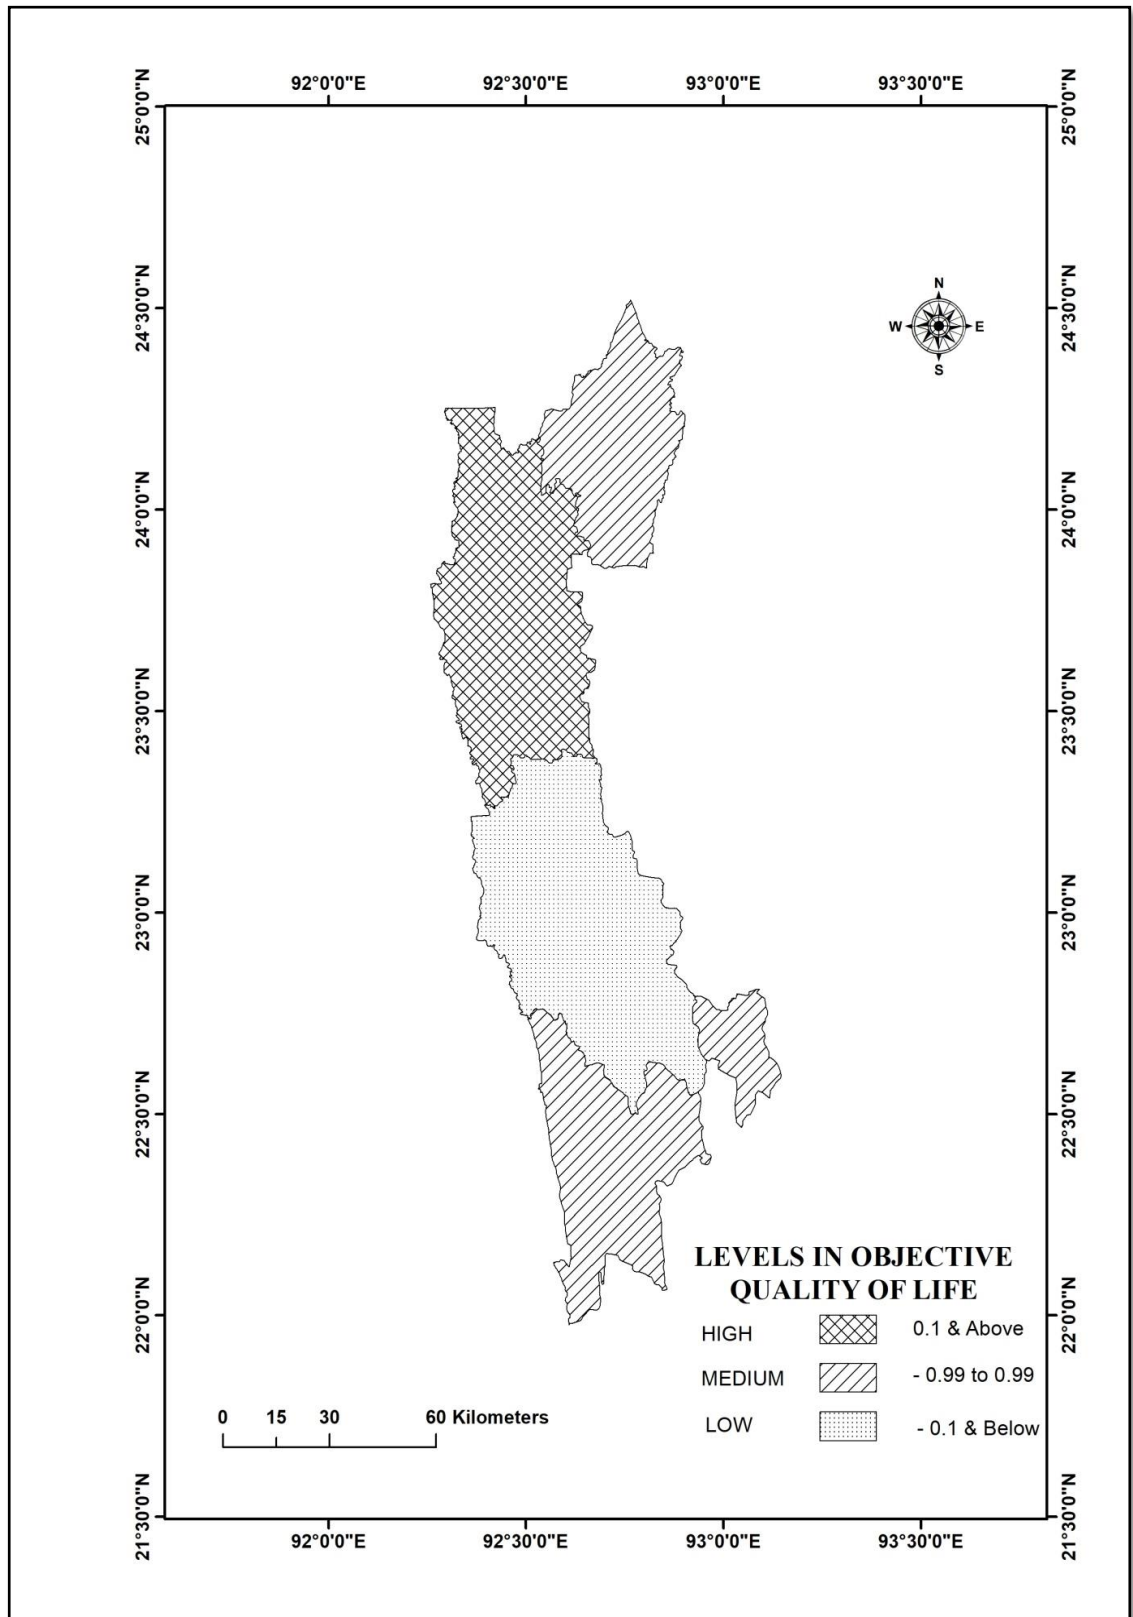 92°0'0"E 92°30'0"E 93°0'0"E 93°30'0"E
25°0'0"N 25°0'0"N
24°30'0"N 24°30'0"N
N
W E
S
24°0'0"N 24°0'0"N
23°30'0"N 23°30'0"N
23°0'0"N 23°0'0"N
22°30'0"N 22°30'0"N
LEVELS IN OBJECTIVE
QUALITY OF LIFE
22°0'0"N 22°0'0"N
HIGH 0.1 & Above
MEDIUM - 0.99 to 0.99
LOW - 0.1 & Below
0 15 30 60 Kilometers
21°30'0"N 21°30'0"N
92°0'0"E 92°30'0"E 93°0'0"E 93°30'0"E